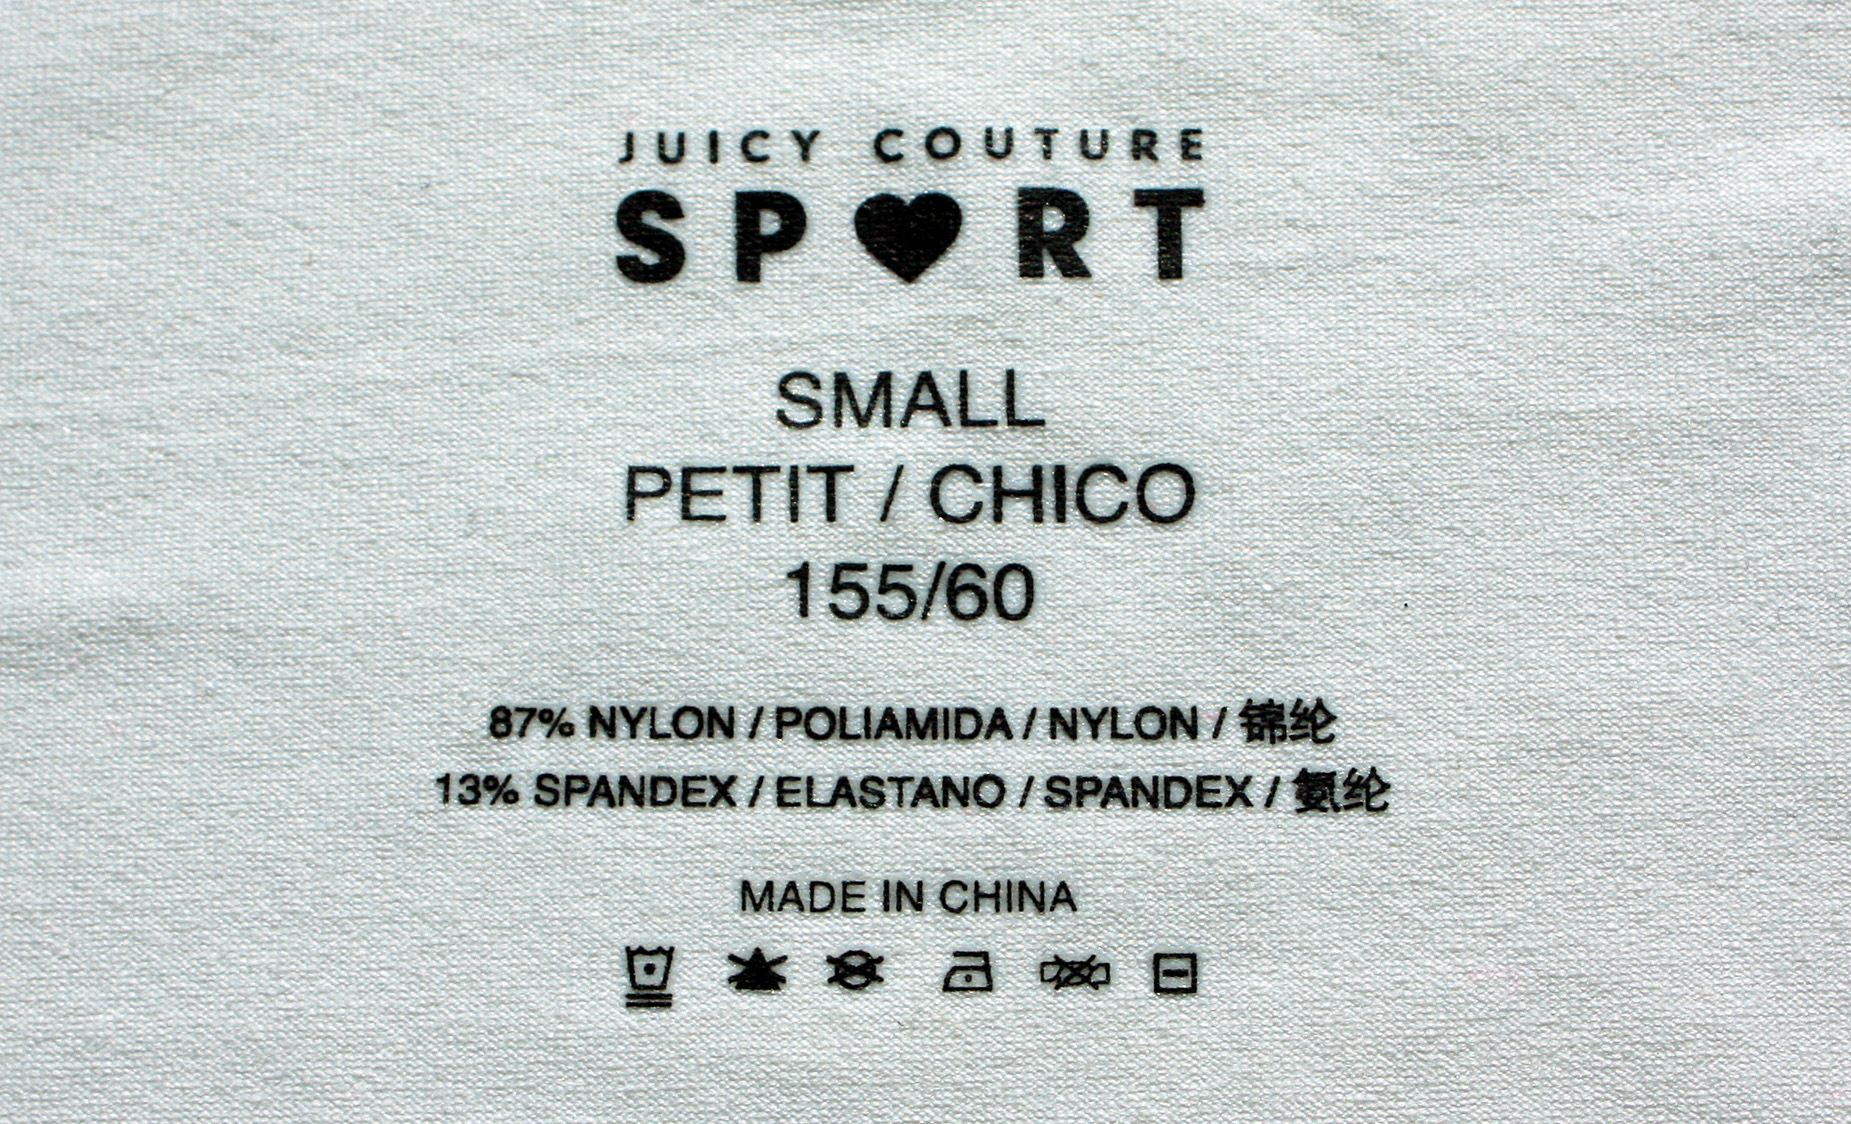 JUICY COUTURE
SP♥RT
SMALL
PETIT / CHICO
155/60
87% NYLON / POLIAMIDA / NYLON / 锦纶
13% SPANDEX / ELASTANO / SPANDEX / 氨纶
MADE IN CHINA